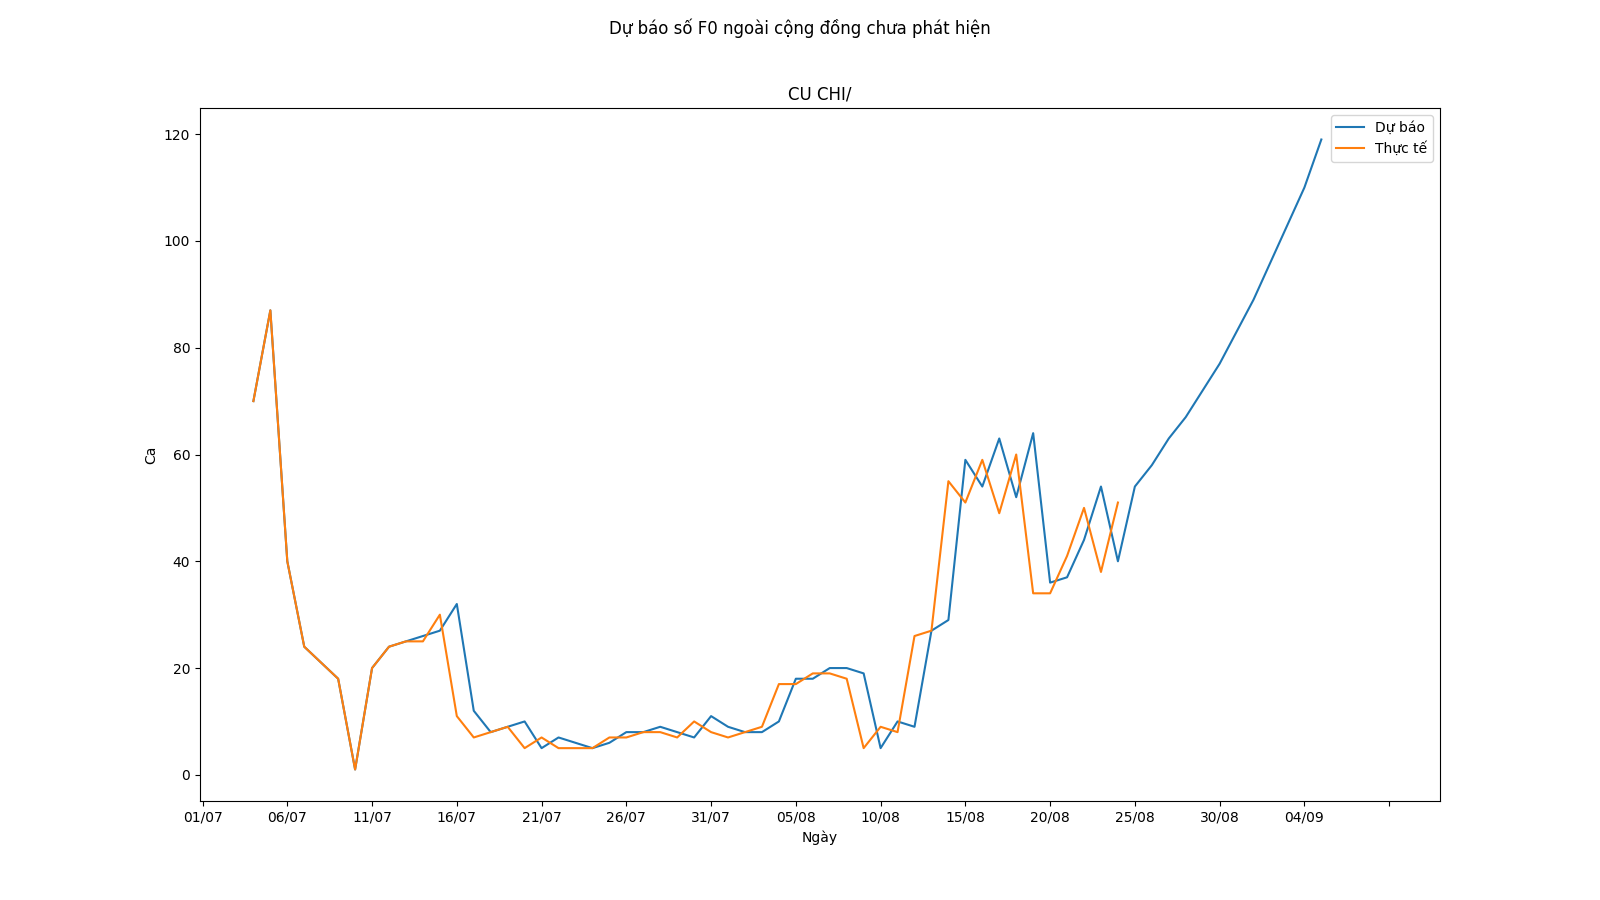 Dự báo số F0 ngoài cộng đồng chưa phát hiện
CU CHI/
Dự báo
Thực tế
120
100
80
60
40
20
0
Ca
01/07 06/07 11/07 16/07 21/07 26/07 31/07 05/08 10/08 15/08 20/08 25/08 30/08 04/09
Ngày